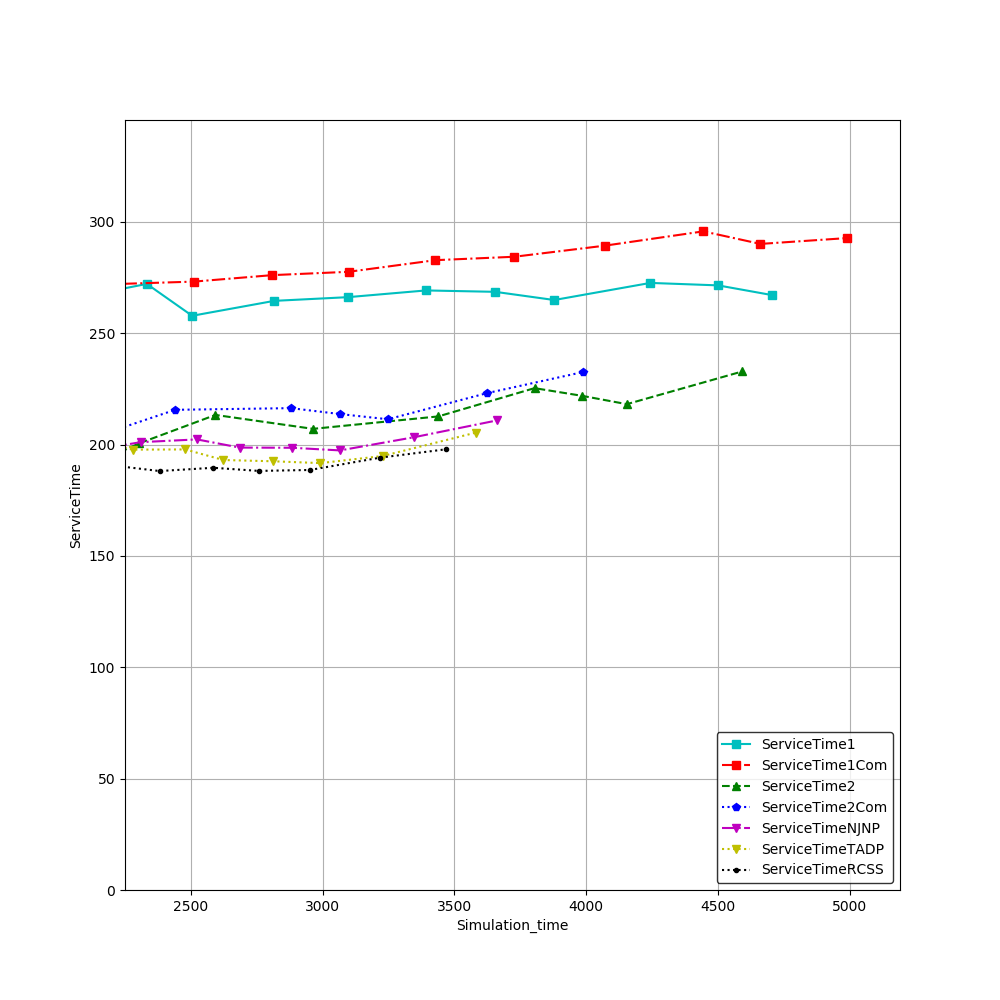 300
250
200
150
100
50
0
ServiceTime
2500 3000 3500 4000 4500 5000
Simulation_time
ServiceTime1
ServiceTime1Com
ServiceTime2
ServiceTime2Com
ServiceTimeNJNP
ServiceTimeTADP
ServiceTimeRCSS